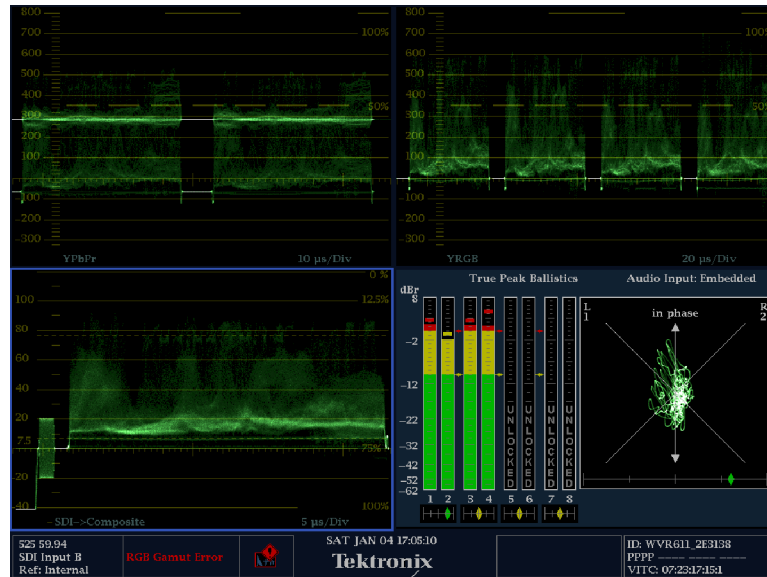 800
700
600
500
400
300
200
100
-100
-200
-300
100%
50%
YPbPr
10 µs/Div
800
700
600
500
400
300
200
100
-100
-200
-300
100%
50%
YRGB
20 µs/Div
100
80
60
40
20
7.5
-20
-40
0 %
12.5%
75%
100%
-SDI->Composite
5 µs/Div
True Peak Ballistics
Audio Input: Embedded
dBr
8
-2
-12
-22
-32
-42
-52
-62
UNLOCKED
UNLOCKED
UNLOCKED
UNLOCKED
1 2 3 4 5 6 7 8
L
1
in phase
R
2
525 59.94
SDI Input B
Ref: Internal
RGB Gamut Error
SAT JAN 04 17:05:10
Tektronix
ID: WVR611_2E3138
PPPP ---- ---- ---- ----
VITC: 07:23:17:15:1